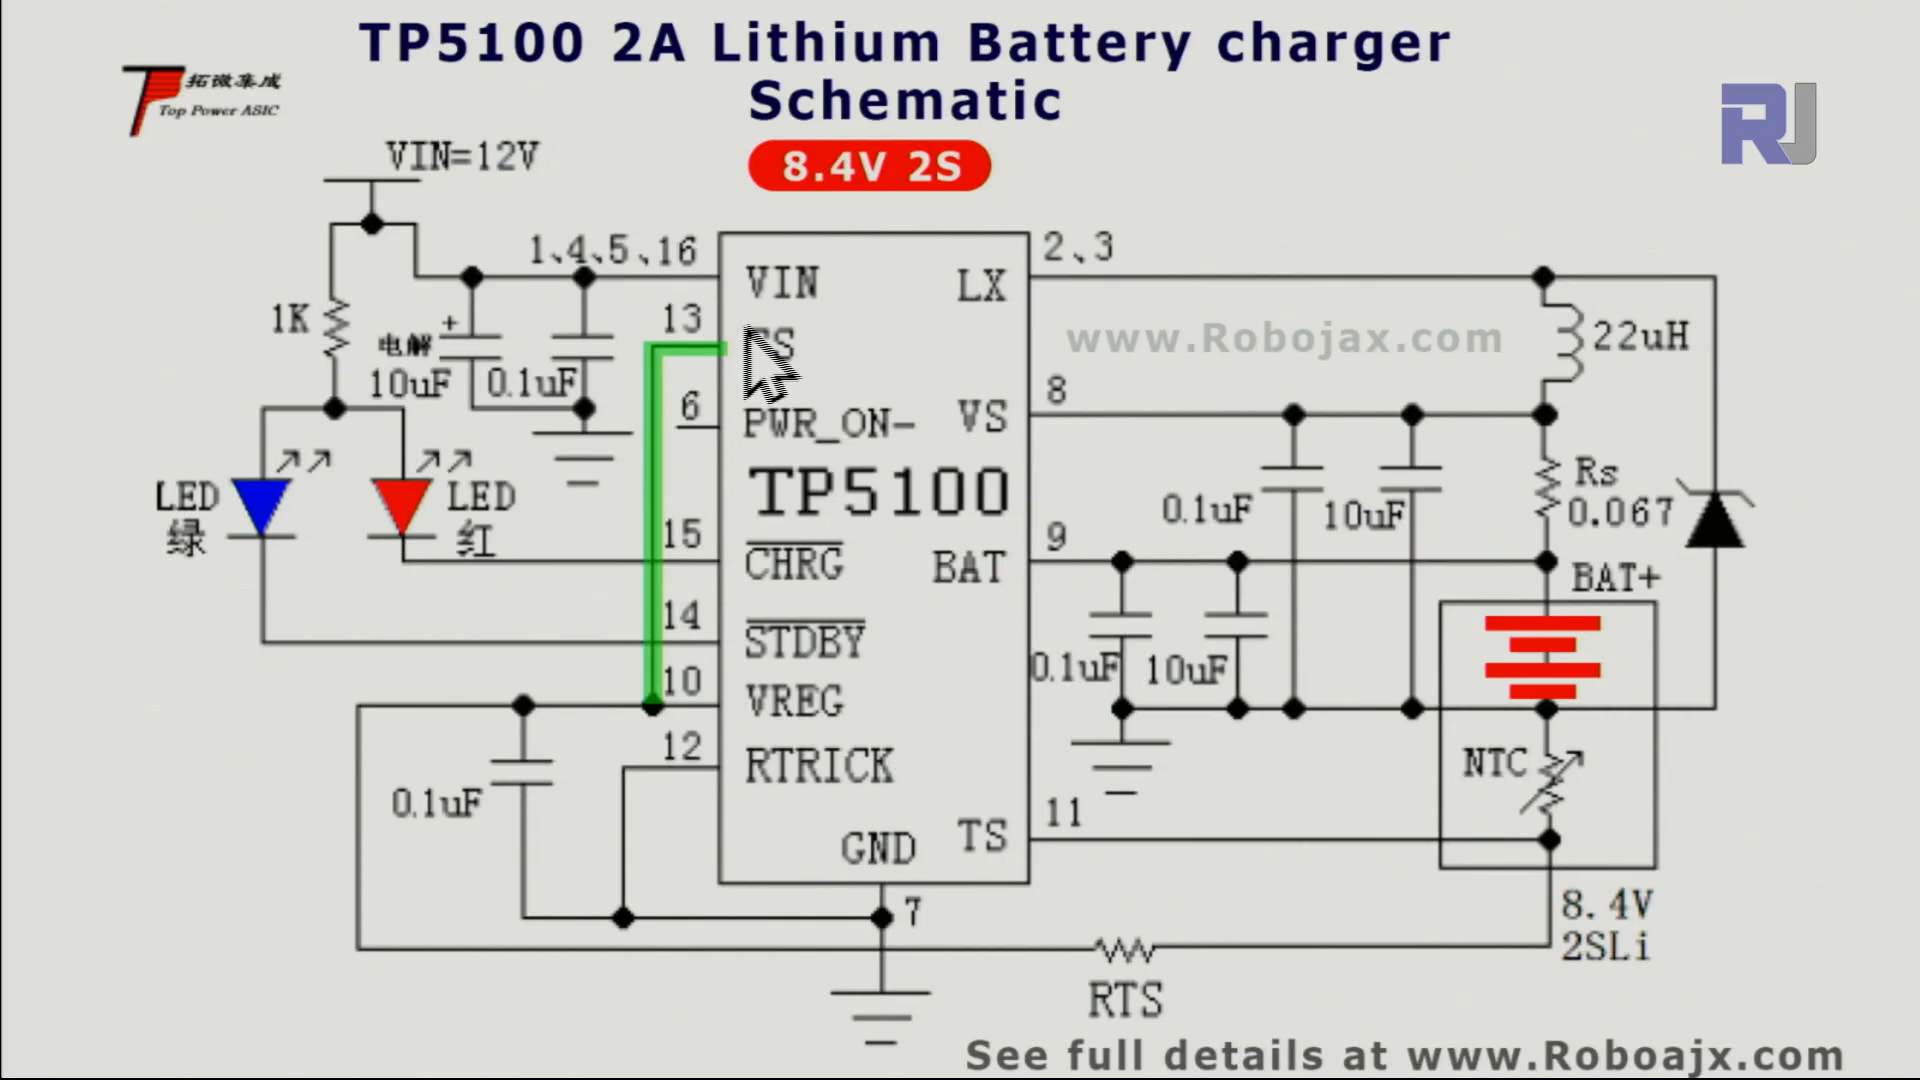 TP5100 2A Lithium Battery charger
Schematic
拓微集成
Top Power ASIC
RJ
8.4V 2S
VIN=12V
1、4、5、16
2、3
VIN
LX
1K
13
电解
10uF
0.1uF
www.Robojax.com
22uH
6
PWR_ON-
VS
8
TP5100
LED
绿
LED
红
0.1uF
10uF
Rs
0.067
15
CHRG
BAT
9
BAT+
14
STDBY
0.1uF
10uF
10
VREG
12
RTRICK
NTC
0.1uF
GND
TS
11
7
8.4V
2SLi
RTS
See full details at www.Roboajx.com